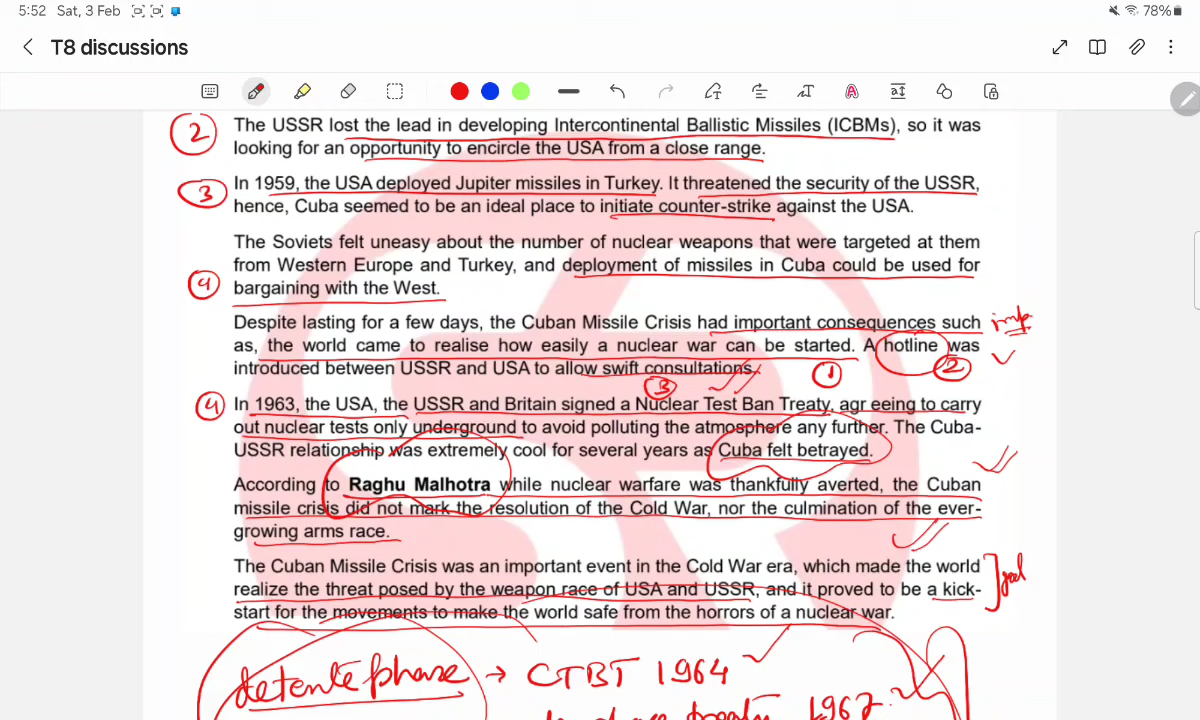 5:52 Sat, 3 Feb 78%
T8 discussions
2 The USSR lost the lead in developing Intercontinental Ballistic Missiles (ICBMs), so it was
looking for an opportunity to encircle the USA from a close range.
3 In 1959, the USA deployed Jupiter missiles in Turkey. It threatened the security of the USSR,
hence, Cuba seemed to be an ideal place to initiate counter-strike against the USA.
The Soviets felt uneasy about the number of nuclear weapons that were targeted at them
from Western Europe and Turkey, and deployment of missiles in Cuba could be used for
4 bargaining with the West.
Despite lasting for a few days, the Cuban Missile Crisis had important consequences such
as, the world came to realise how easily a nuclear war can be started. A hotline was
introduced between USSR and USA to allow swift consultations. 1 2
3
4 In 1963, the USA, the USSR and Britain signed a Nuclear Test Ban Treaty, agr eeing to carry
out nuclear tests only underground to avoid polluting the atmosphere any further. The Cuba-
USSR relationship was extremely cool for several years as Cuba felt betrayed.
According to Raghu Malhotra while nuclear warfare was thankfully averted, the Cuban
missile crisis did not mark the resolution of the Cold War, nor the culmination of the ever-
growing arms race.
The Cuban Missile Crisis was an important event in the Cold War era, which made the world
realize the threat posed by the weapon race of USA and USSR, and it proved to be a kick-
start for the movements to make the world safe from the horrors of a nuclear war.
detente phase → CTBT 1964
1967